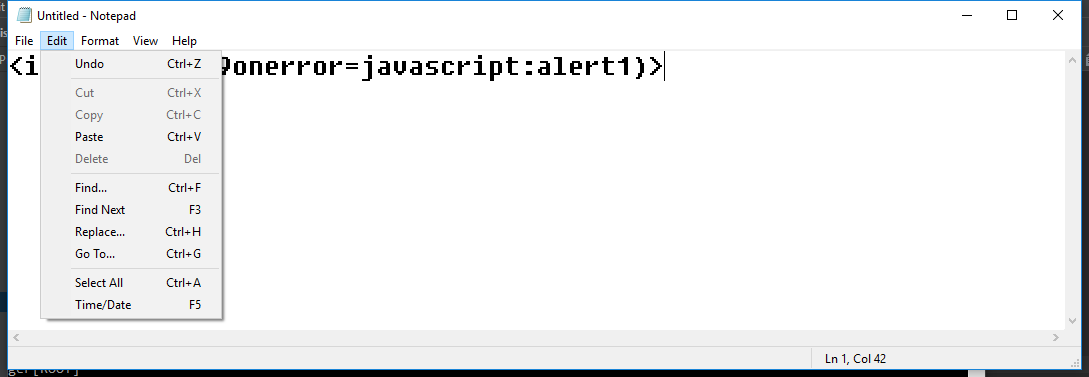 Untitled - Notepad
File Edit Format View Help
<i 9onerror=javascript:alert1)>
Undo Ctrl+Z
Cut Ctrl+X
Copy Ctrl+C
Paste Ctrl+V
Delete Del
Find... Ctrl+F
Find Next F3
Replace... Ctrl+H
Go To... Ctrl+G
Select All Ctrl+A
Time/Date F5
Ln 1, Col 42